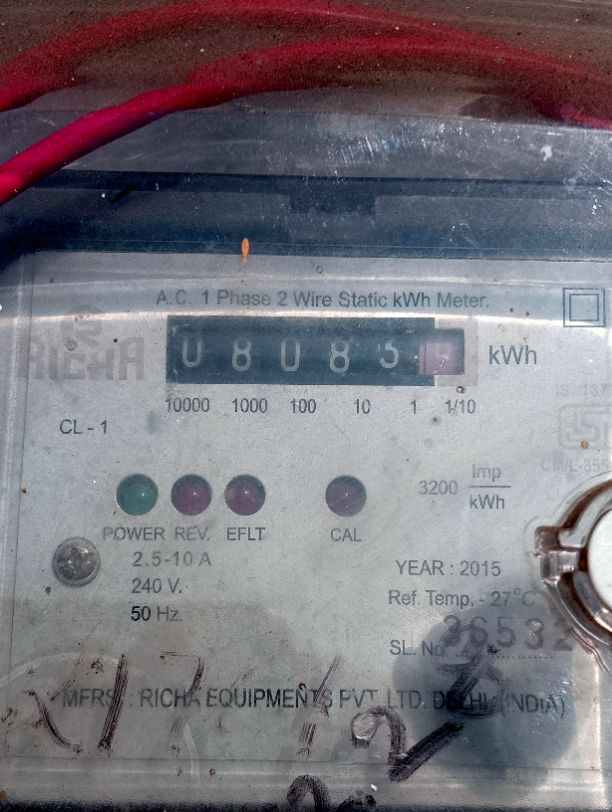 A.C. 1 Phase 2 Wire Static kWh Meter.
RICHA
08083 kWh
10000 1000 100 10 1 1/10
CL - 1
3200 Imp/kWh
POWER REV. EFLT CAL
2.5-10 A
240 V.
50 Hz.
YEAR : 2015
Ref. Temp. - 27°C
SL. No 36532
MFRS : RICHA EQUIPMENTS PVT. LTD. DELHI (INDIA)